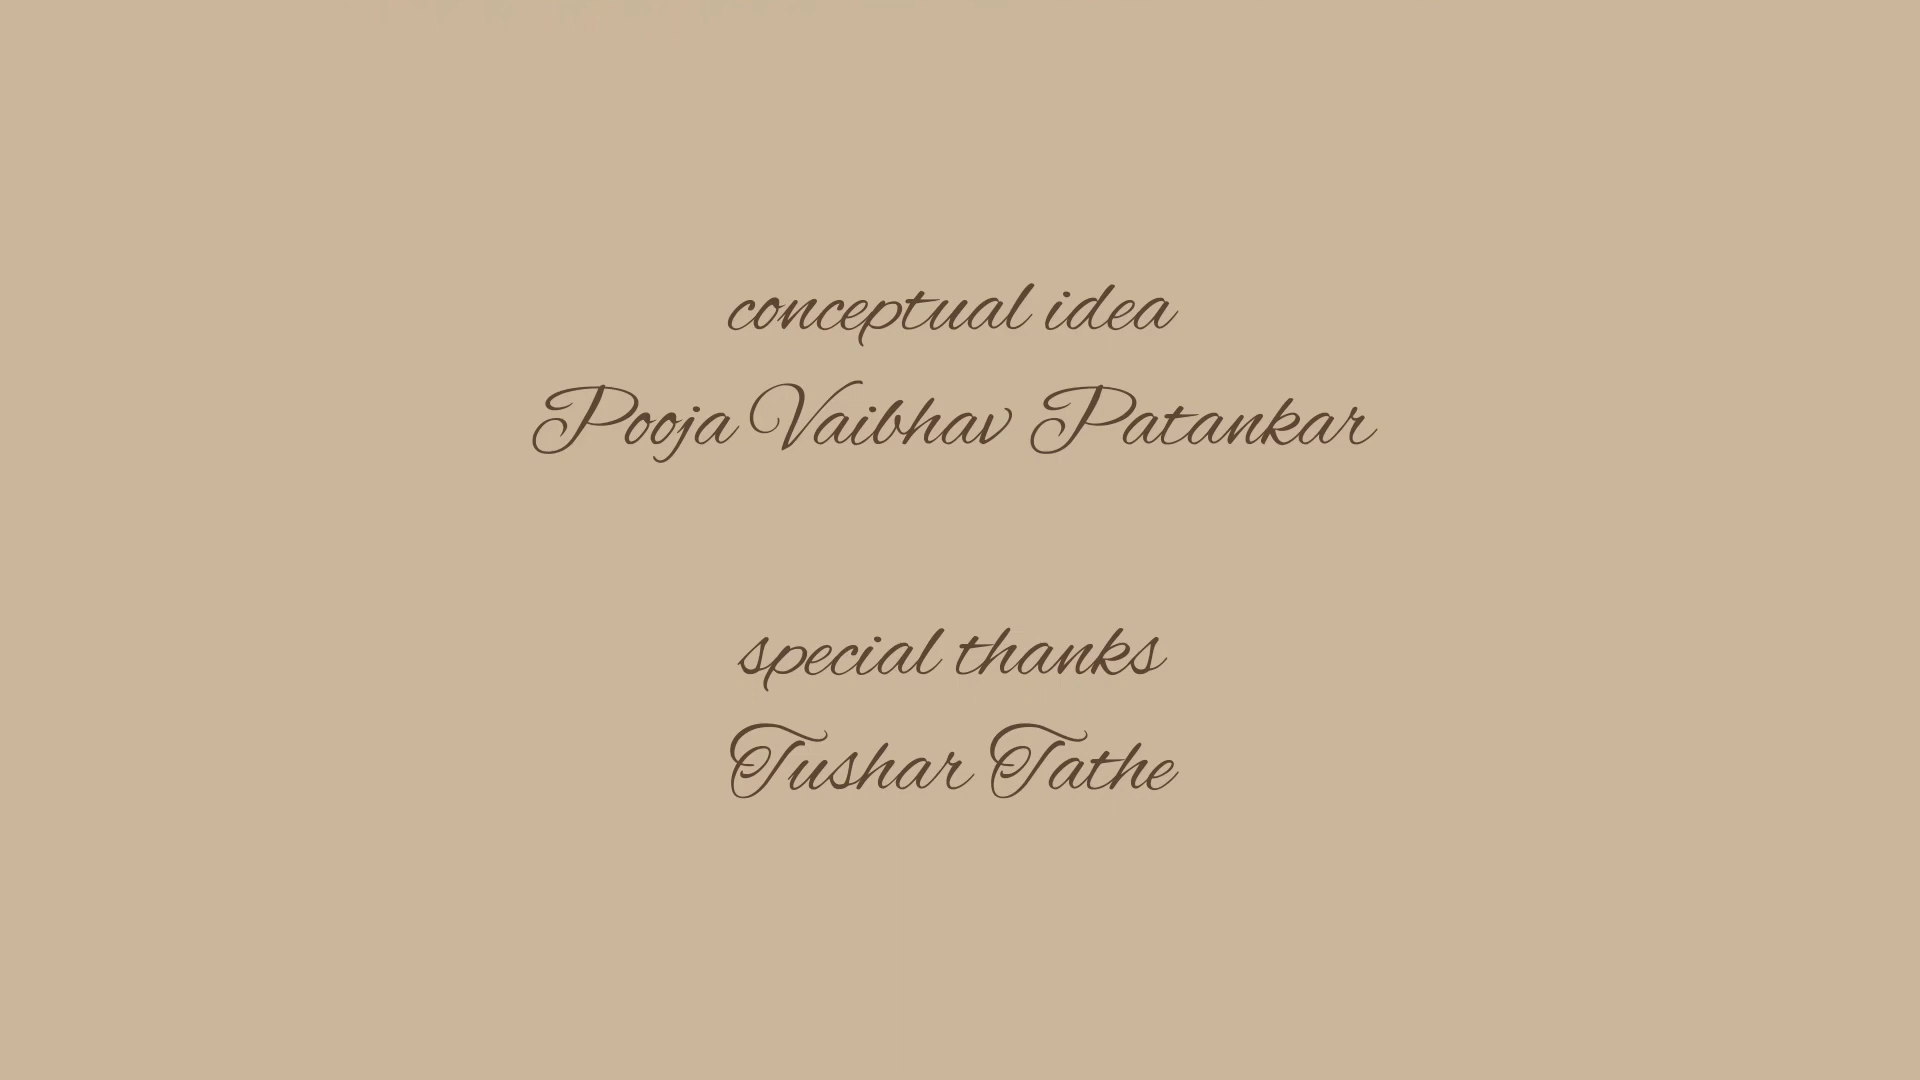 conceptual idea
Pooja Vaibhav Patankar
special thanks
Tushar Tathe